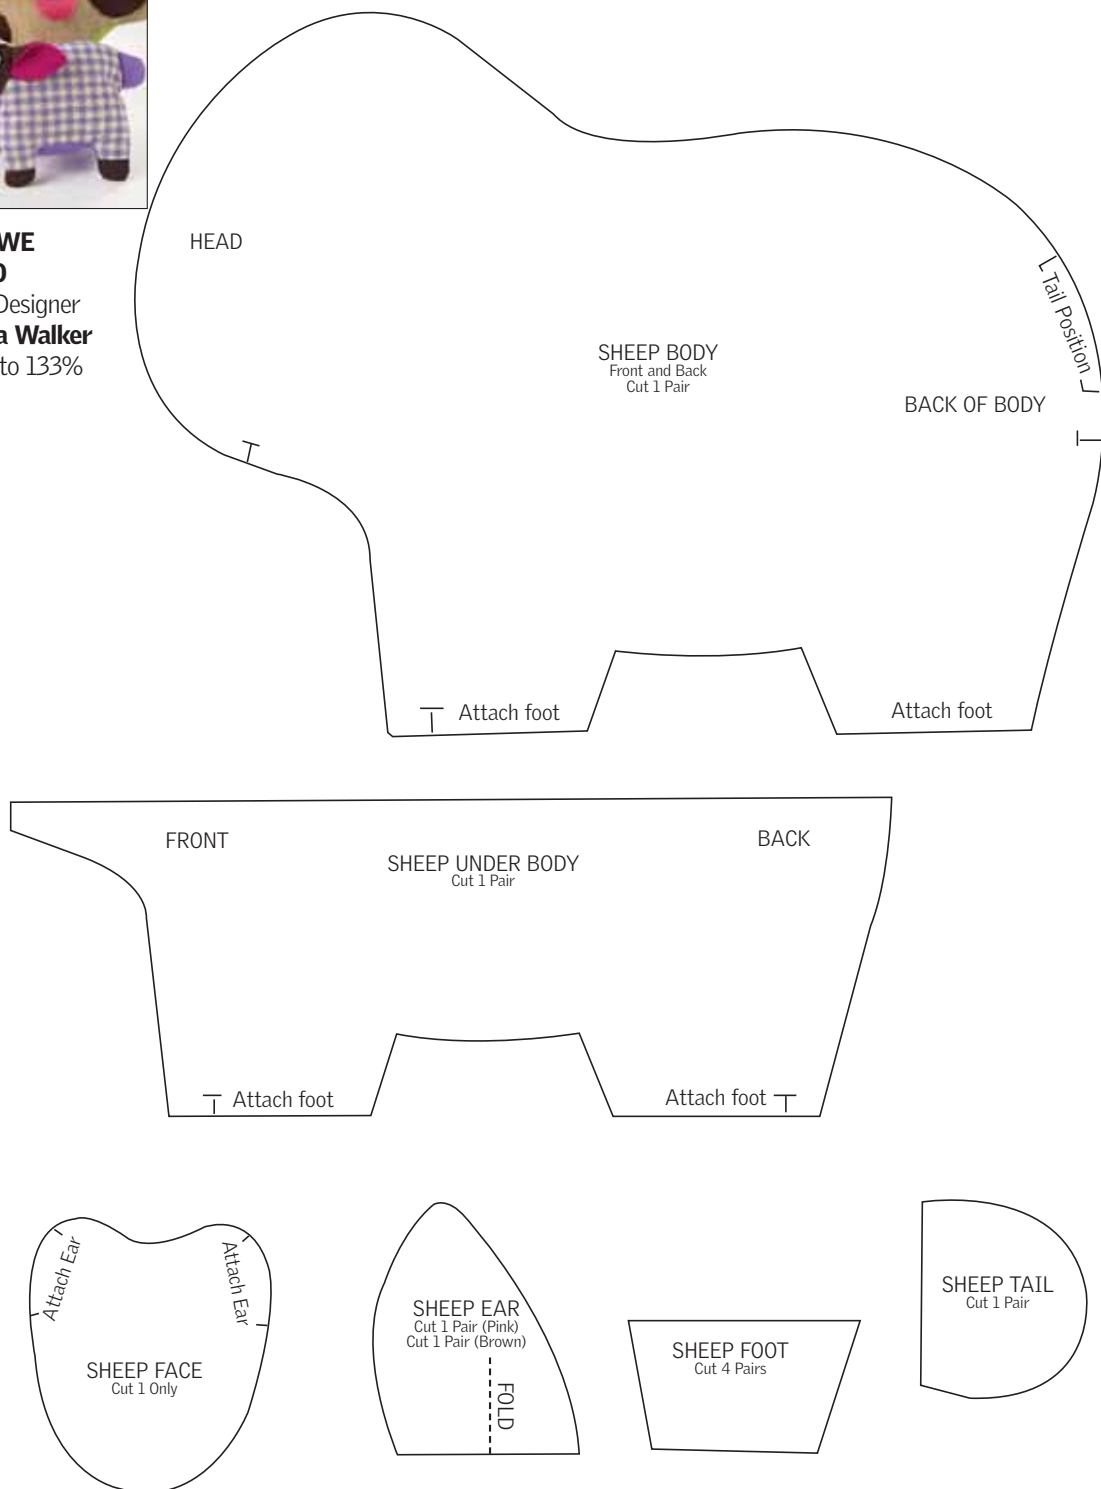 WE
Designer
a Walker
to 133%
HEAD
SHEEP BODY
Front and Back
Cut 1 Pair
Tail Position
BACK OF BODY
Attach foot
Attach foot
FRONT
BACK
SHEEP UNDER BODY
Cut 1 Pair
Attach foot
Attach foot
Attach Ear
Attach Ear
SHEEP FACE
Cut 1 Only
SHEEP EAR
Cut 1 Pair (Pink)
Cut 1 Pair (Brown)
FOLD
SHEEP FOOT
Cut 4 Pairs
SHEEP TAIL
Cut 1 Pair